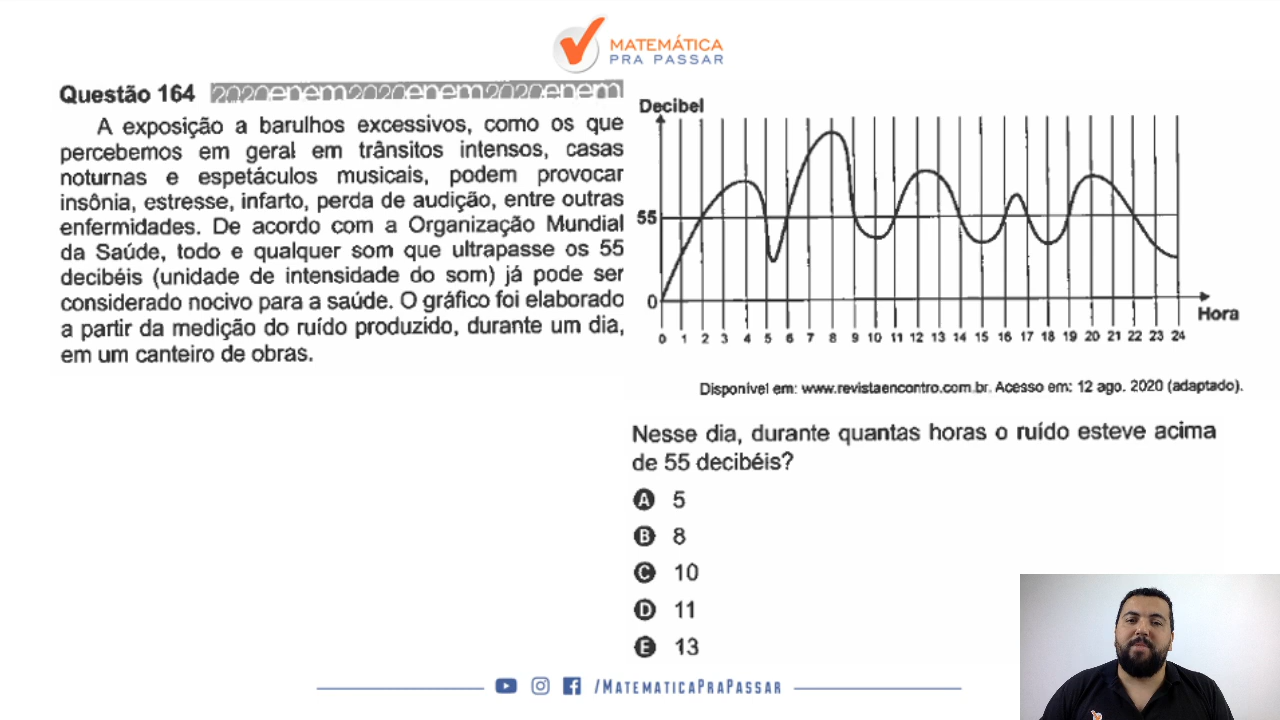 MATEMÁTICA
PRA PASSAR
Questão 164 2020enem2020enem2020enem
A exposição a barulhos excessivos, como os que
percebemos em geral em trânsitos intensos, casas
noturnas e espetáculos musicais, podem provocar
insônia, estresse, infarto, perda de audição, entre outras
enfermidades. De acordo com a Organização Mundial
da Saúde, todo e qualquer som que ultrapasse os 55
decibéis (unidade de intensidade do som) já pode ser
considerado nocivo para a saúde. O gráfico foi elaborado
a partir da medição do ruído produzido, durante um dia,
em um canteiro de obras.
Decibel
55
0
Hora
0 1 2 3 4 5 6 7 8 9 10 11 12 13 14 15 16 17 18 19 20 21 22 23 24
Disponível em: www.revistaencontro.com.br. Acesso em: 12 ago. 2020 (adaptado).
Nesse dia, durante quantas horas o ruído esteve acima
de 55 decibéis?
A 5
B 8
C 10
D 11
E 13
/MATEMATICAPRAPASSAR